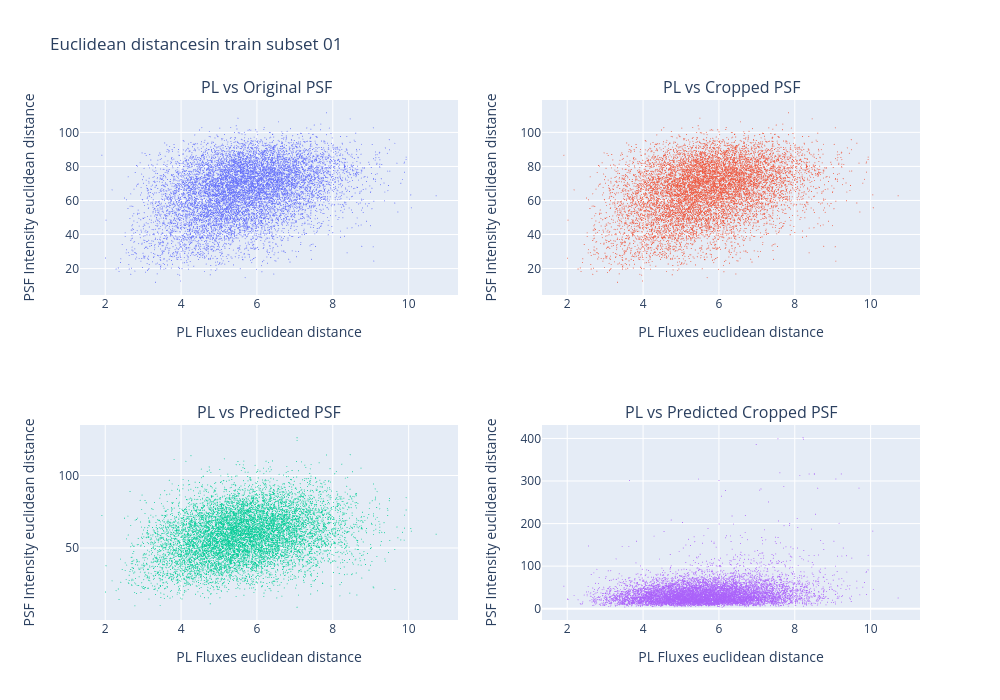 Euclidean distancesin train subset 01
PL vs Original PSF
PSF Intensity euclidean distance
100
80
60
40
20
2 4 6 8 10
PL Fluxes euclidean distance
PL vs Cropped PSF
PSF Intensity euclidean distance
100
80
60
40
20
2 4 6 8 10
PL Fluxes euclidean distance
PL vs Predicted PSF
PSF Intensity euclidean distance
100
50
2 4 6 8 10
PL Fluxes euclidean distance
PL vs Predicted Cropped PSF
PSF Intensity euclidean distance
400
300
200
100
0
2 4 6 8 10
PL Fluxes euclidean distance